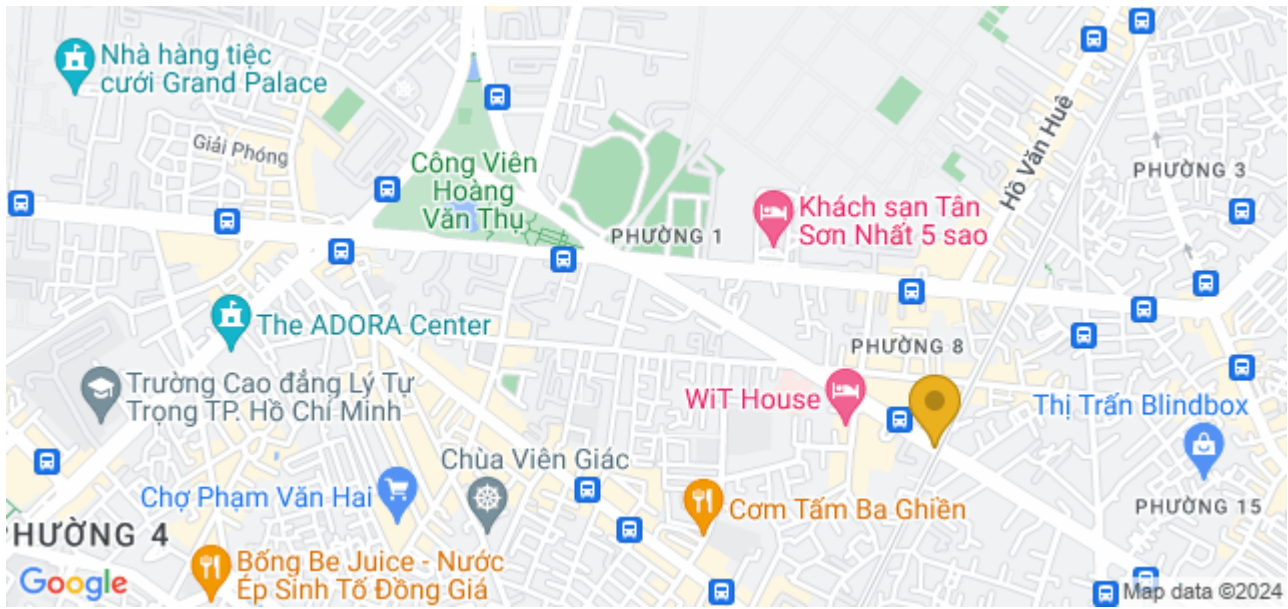 Nhà hàng tiệc
cưới Grand Palace
Giải Phóng
Công Viên
Hoàng
Văn Thụ
Hồ Văn Huê
PHƯỜNG 3
Khách sạn Tân
Sơn Nhất 5 sao
PHƯỜNG 1
The ADORA Center
PHƯỜNG 8
Trường Cao đẳng Lý Tự
Trọng TP. Hồ Chí Minh
WiT House
Thị Trấn Blindbox
Chùa Viên Giác
Chợ Phạm Văn Hai
Cơm Tấm Ba Ghiền
PHƯỜNG 15
HƯỜNG 4
Bống Be Juice - Nước
Ép Sinh Tố Đồng Giá
Google
Map data ©2024